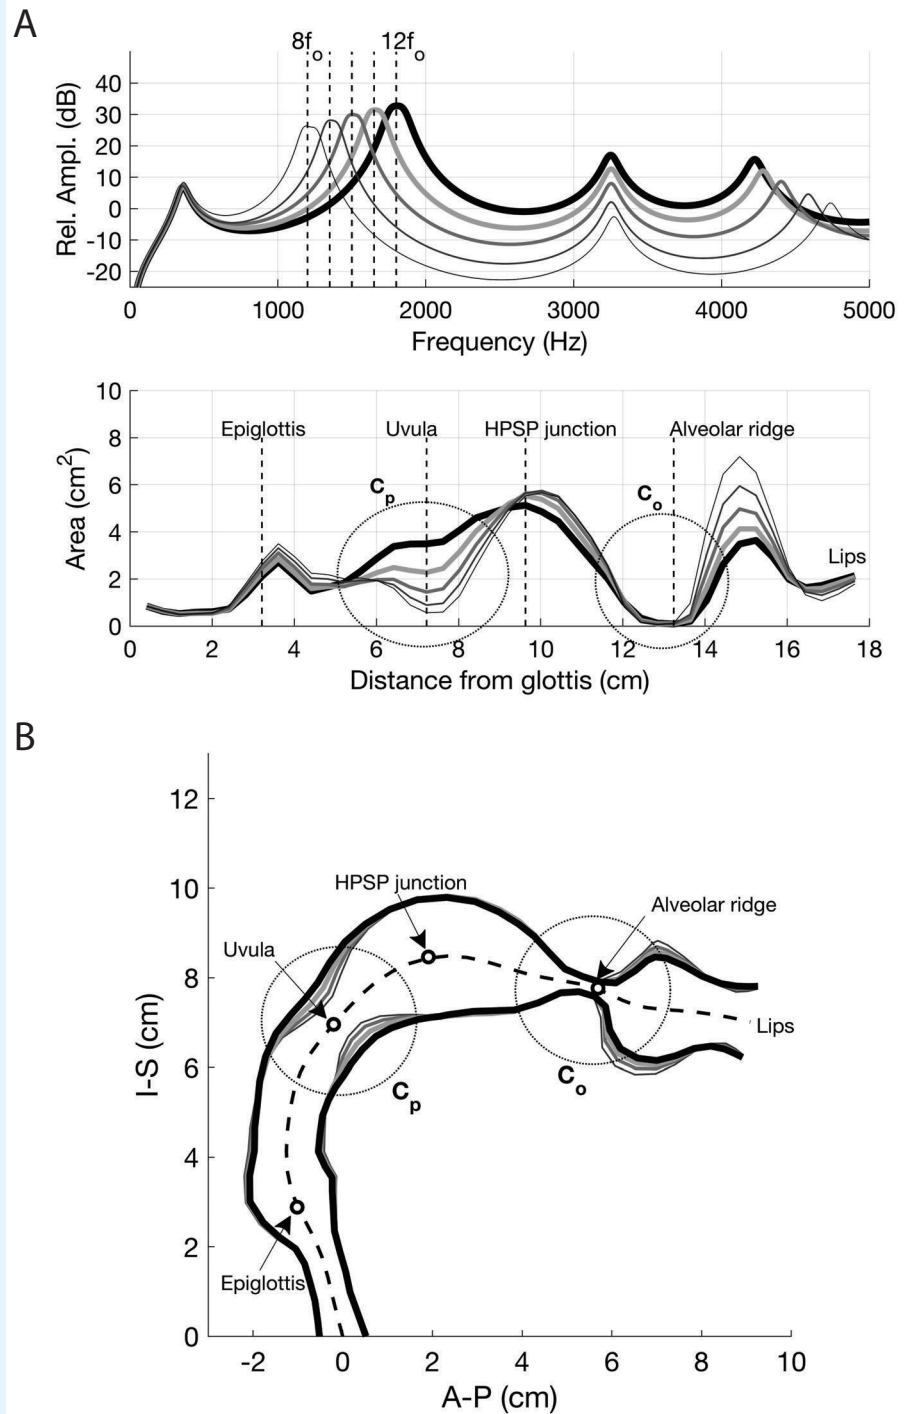 A
8fo 12fo
40
30
20
10
0
-10
-20
Rel. Ampl. (dB)
0 1000 2000 3000 4000 5000
Frequency (Hz)
10
8
6
4
2
0
Area (cm2)
Epiglottis Uvula HPSP junction Alveolar ridge
Cp Co
Lips
0 2 4 6 8 10 12 14 16 18
Distance from glottis (cm)
B
12
10
8
6
4
2
0
I-S (cm)
HPSP junction
Alveolar ridge
Uvula
Lips
Cp Co
Epiglottis
-2 0 2 4 6 8 10
A-P (cm)